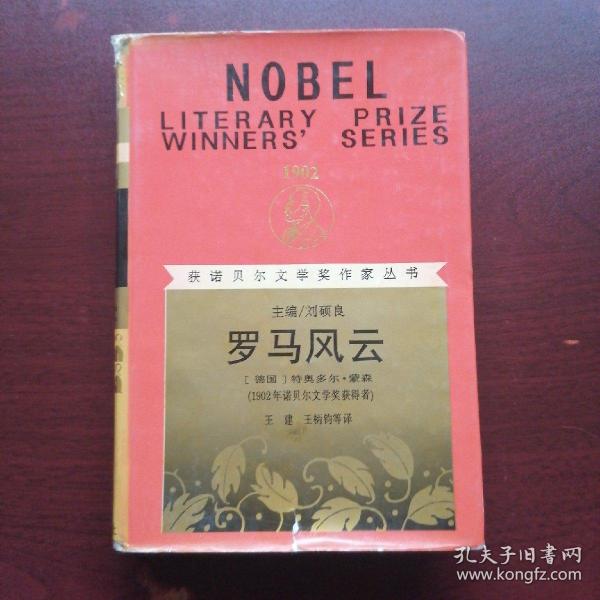 NOBEL
LITERARY PRIZE
WINNERS' SERIES
1902
获诺贝尔文学奖作家丛书
主编/刘硕良
罗马风云
[德国]特奥多尔·蒙森
(1902年诺贝尔文学奖获得者)
王建 王炳钧等译
孔夫子旧书网
www.kongfz.com